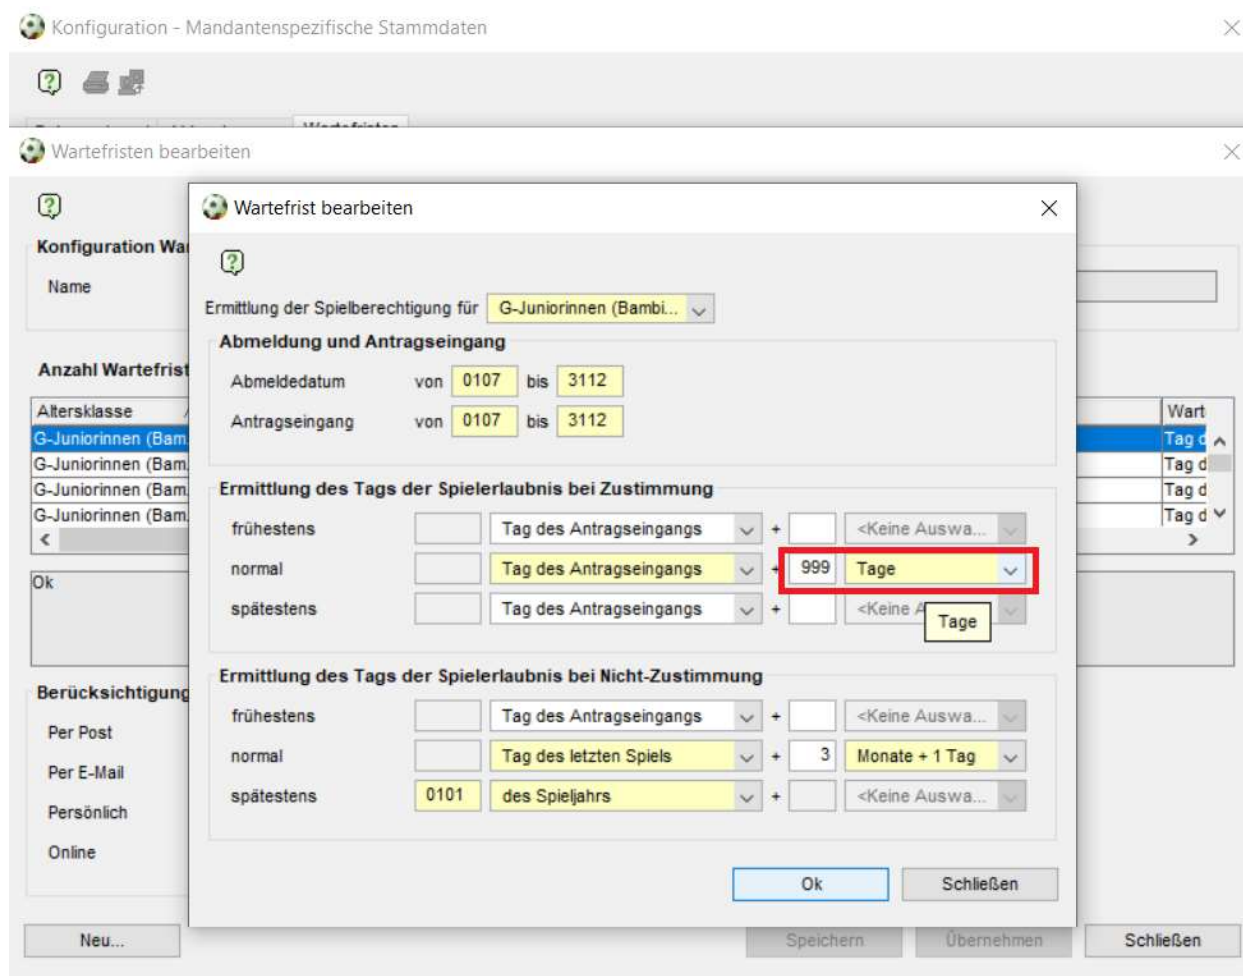 Konfiguration - Mandantenspezifische Stammdaten
Wartefristen
Wartefristen bearbeiten
Wartefrist bearbeiten
Konfiguration War
Name
Ermittlung der Spielberechtigung für G-Juniorinnen (Bambi...
Abmeldung und Antragseingang
Abmeldedatum von 0107 bis 3112
Antragseingang von 0107 bis 3112
Anzahl Wartefrist
Altersklasse Wart
G-Juniorinnen (Bam. Tag d
G-Juniorinnen (Bam. Tag d
G-Juniorinnen (Bam. Tag d
G-Juniorinnen (Bam. Tag d
Ermittlung des Tags der Spielerlaubnis bei Zustimmung
frühestens Tag des Antragseingangs + <Keine Auswa...
normal Tag des Antragseingangs + 999 Tage
spätestens Tag des Antragseingangs + <Keine A
Tage
Ok
Ermittlung des Tags der Spielerlaubnis bei Nicht-Zustimmung
frühestens Tag des Antragseingangs + <Keine Auswa...
normal Tag des letzten Spiels + 3 Monate + 1 Tag
spätestens 0101 des Spieljahrs + <Keine Auswa...
Berücksichtigung
Per Post
Per E-Mail
Persönlich
Online
Ok Schließen
Neu... Speichern Übernehmen Schließen